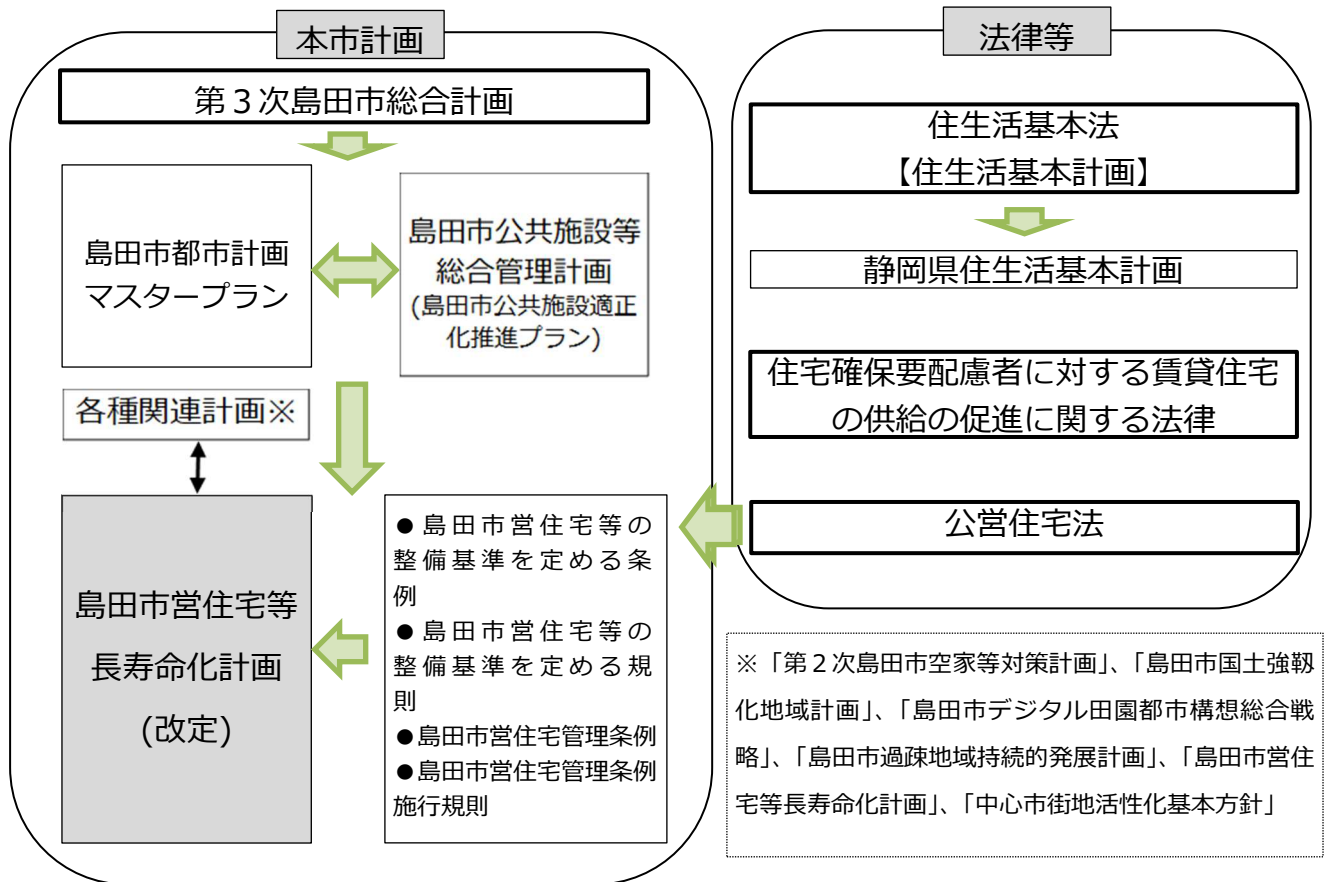 本市計画
第３次島田市総合計画
島田市都市計画
マスタープラン
島田市公共施設等
総合管理計画
(島田市公共施設適正
化推進プラン)
各種関連計画※
島田市営住宅等
長寿命化計画
(改定)
●島田市営住宅等の
整備基準を定める条
例
●島田市営住宅等の
整備基準を定める規
則
●島田市営住宅管理条例
●島田市営住宅管理条例
施行規則
法律等
住生活基本法
【住生活基本計画】
静岡県住生活基本計画
住宅確保要配慮者に対する賃貸住宅
の供給の促進に関する法律
公営住宅法
※「第２次島田市空家等対策計画」、「島田市国土強靱
化地域計画」、「島田市デジタル田園都市構想総合戦
略」、「島田市過疎地域持続的発展計画」、「島田市営住
宅等長寿命化計画」、「中心市街地活性化基本方針」